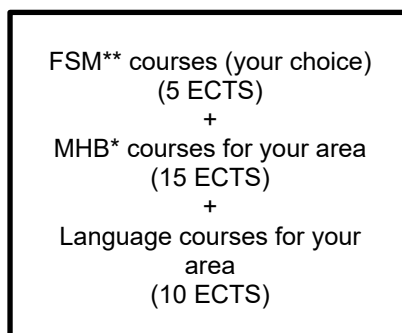 FSM** courses (your choice)
(5 ECTS)
+
MHB* courses for your area
(15 ECTS)
+
Language courses for your
area
(10 ECTS)